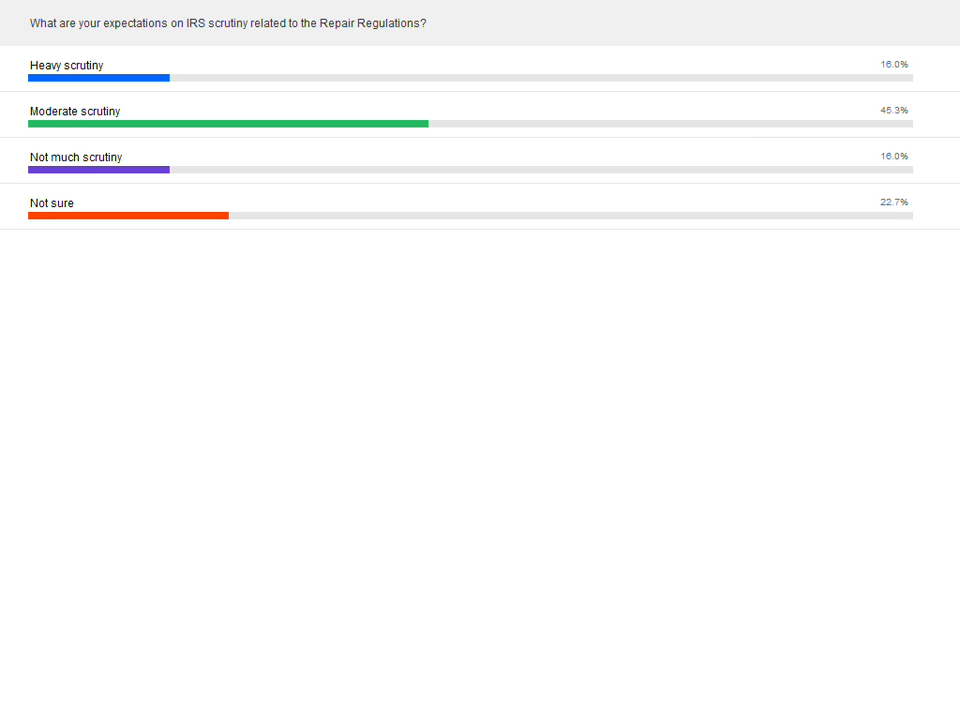 What are your expectations on IRS scrutiny related to the Repair Regulations?
Heavy scrutiny 16.0%
Moderate scrutiny 45.3%
Not much scrutiny 16.0%
Not sure 22.7%